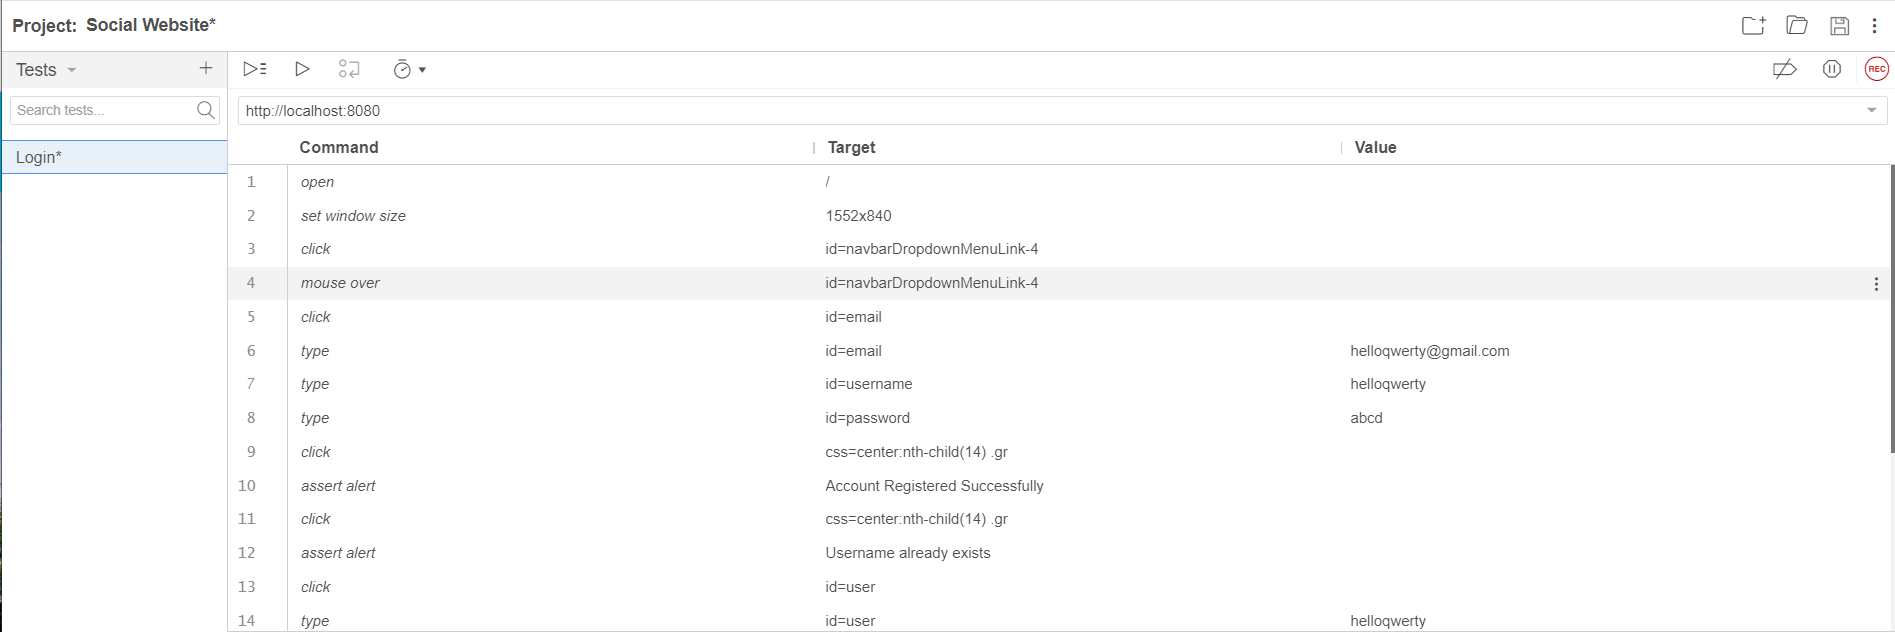 Project: Social Website*
Tests
REC
Search tests...
http://localhost:8080
Login*
Command Target Value
1 open /
2 set window size 1552x840
3 click id=navbarDropdownMenuLink-4
4 mouse over id=navbarDropdownMenuLink-4
5 click id=email
6 type id=email helloqwerty@gmail.com
7 type id=username helloqwerty
8 type id=password abcd
9 click css=center:nth-child(14) .gr
10 assert alert Account Registered Successfully
11 click css=center:nth-child(14) .gr
12 assert alert Username already exists
13 click id=user
14 type id=user helloqwerty